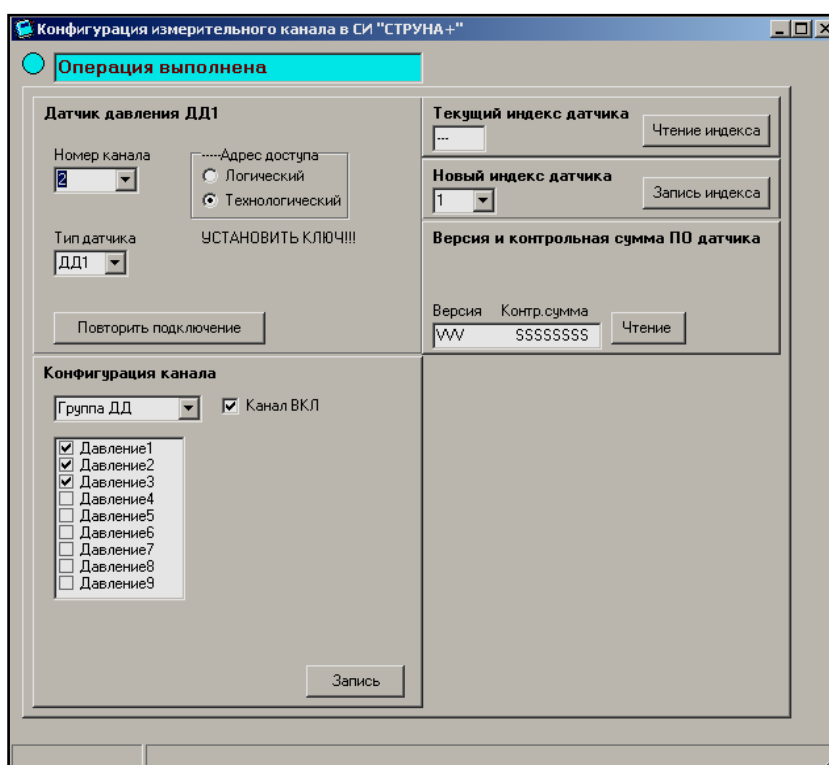 Конфигурация измерительного канала в СИ "СТРУНА+"
Операция выполнена
Датчик давления ДД1
Номер канала
2
-----Адрес доступа
Логический
Технологический
Тип датчика
ДД1
УСТАНОВИТЬ КЛЮЧ!!!
Повторить подключение
Текущий индекс датчика
---
Чтение индекса
Новый индекс датчика
1
Запись индекса
Версия и контрольная сумма ПО датчика
Версия Контр.сумма
VVV SSSSSSSS
Чтение
Конфигурация канала
Группа ДД
Канал ВКЛ
Давление1
Давление2
Давление3
Давление4
Давление5
Давление6
Давление7
Давление8
Давление9
Запись